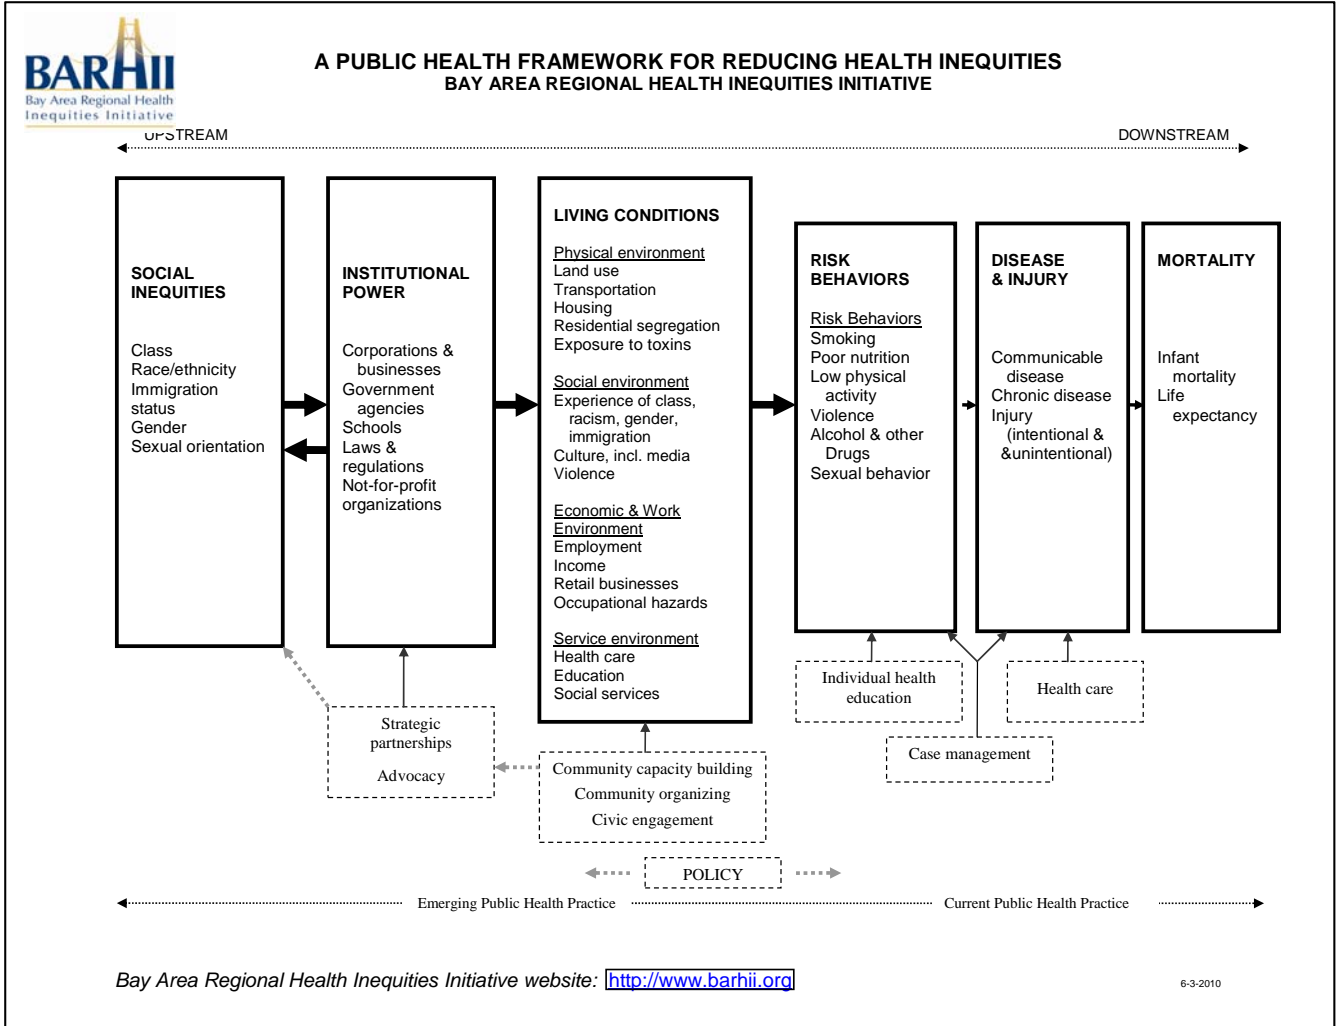 BARHII
Bay Area Regional Health
Inequities Initiative
A PUBLIC HEALTH FRAMEWORK FOR REDUCING HEALTH INEQUITIES
BAY AREA REGIONAL HEALTH INEQUITIES INITIATIVE
UPSTREAM
DOWNSTREAM
SOCIAL
INEQUITIES
Class
Race/ethnicity
Immigration
status
Gender
Sexual orientation
INSTITUTIONAL
POWER
Corporations &
businesses
Government
agencies
Schools
Laws &
regulations
Not-for-profit
organizations
LIVING CONDITIONS
Physical environment
Land use
Transportation
Housing
Residential segregation
Exposure to toxins
Social environment
Experience of class,
racism, gender,
immigration
Culture, incl. media
Violence
Economic & Work
Environment
Employment
Income
Retail businesses
Occupational hazards
Service environment
Health care
Education
Social services
RISK
BEHAVIORS
Risk Behaviors
Smoking
Poor nutrition
Low physical
activity
Violence
Alcohol & other
Drugs
Sexual behavior
DISEASE
& INJURY
Communicable
disease
Chronic disease
Injury
(intentional &
&unintentional)
MORTALITY
Infant
mortality
Life
expectancy
Strategic
partnerships
Advocacy
Community capacity building
Community organizing
Civic engagement
Individual health
education
Case management
Health care
POLICY
Emerging Public Health Practice
Current Public Health Practice
Bay Area Regional Health Inequities Initiative website: http://www.barhii.org
6-3-2010